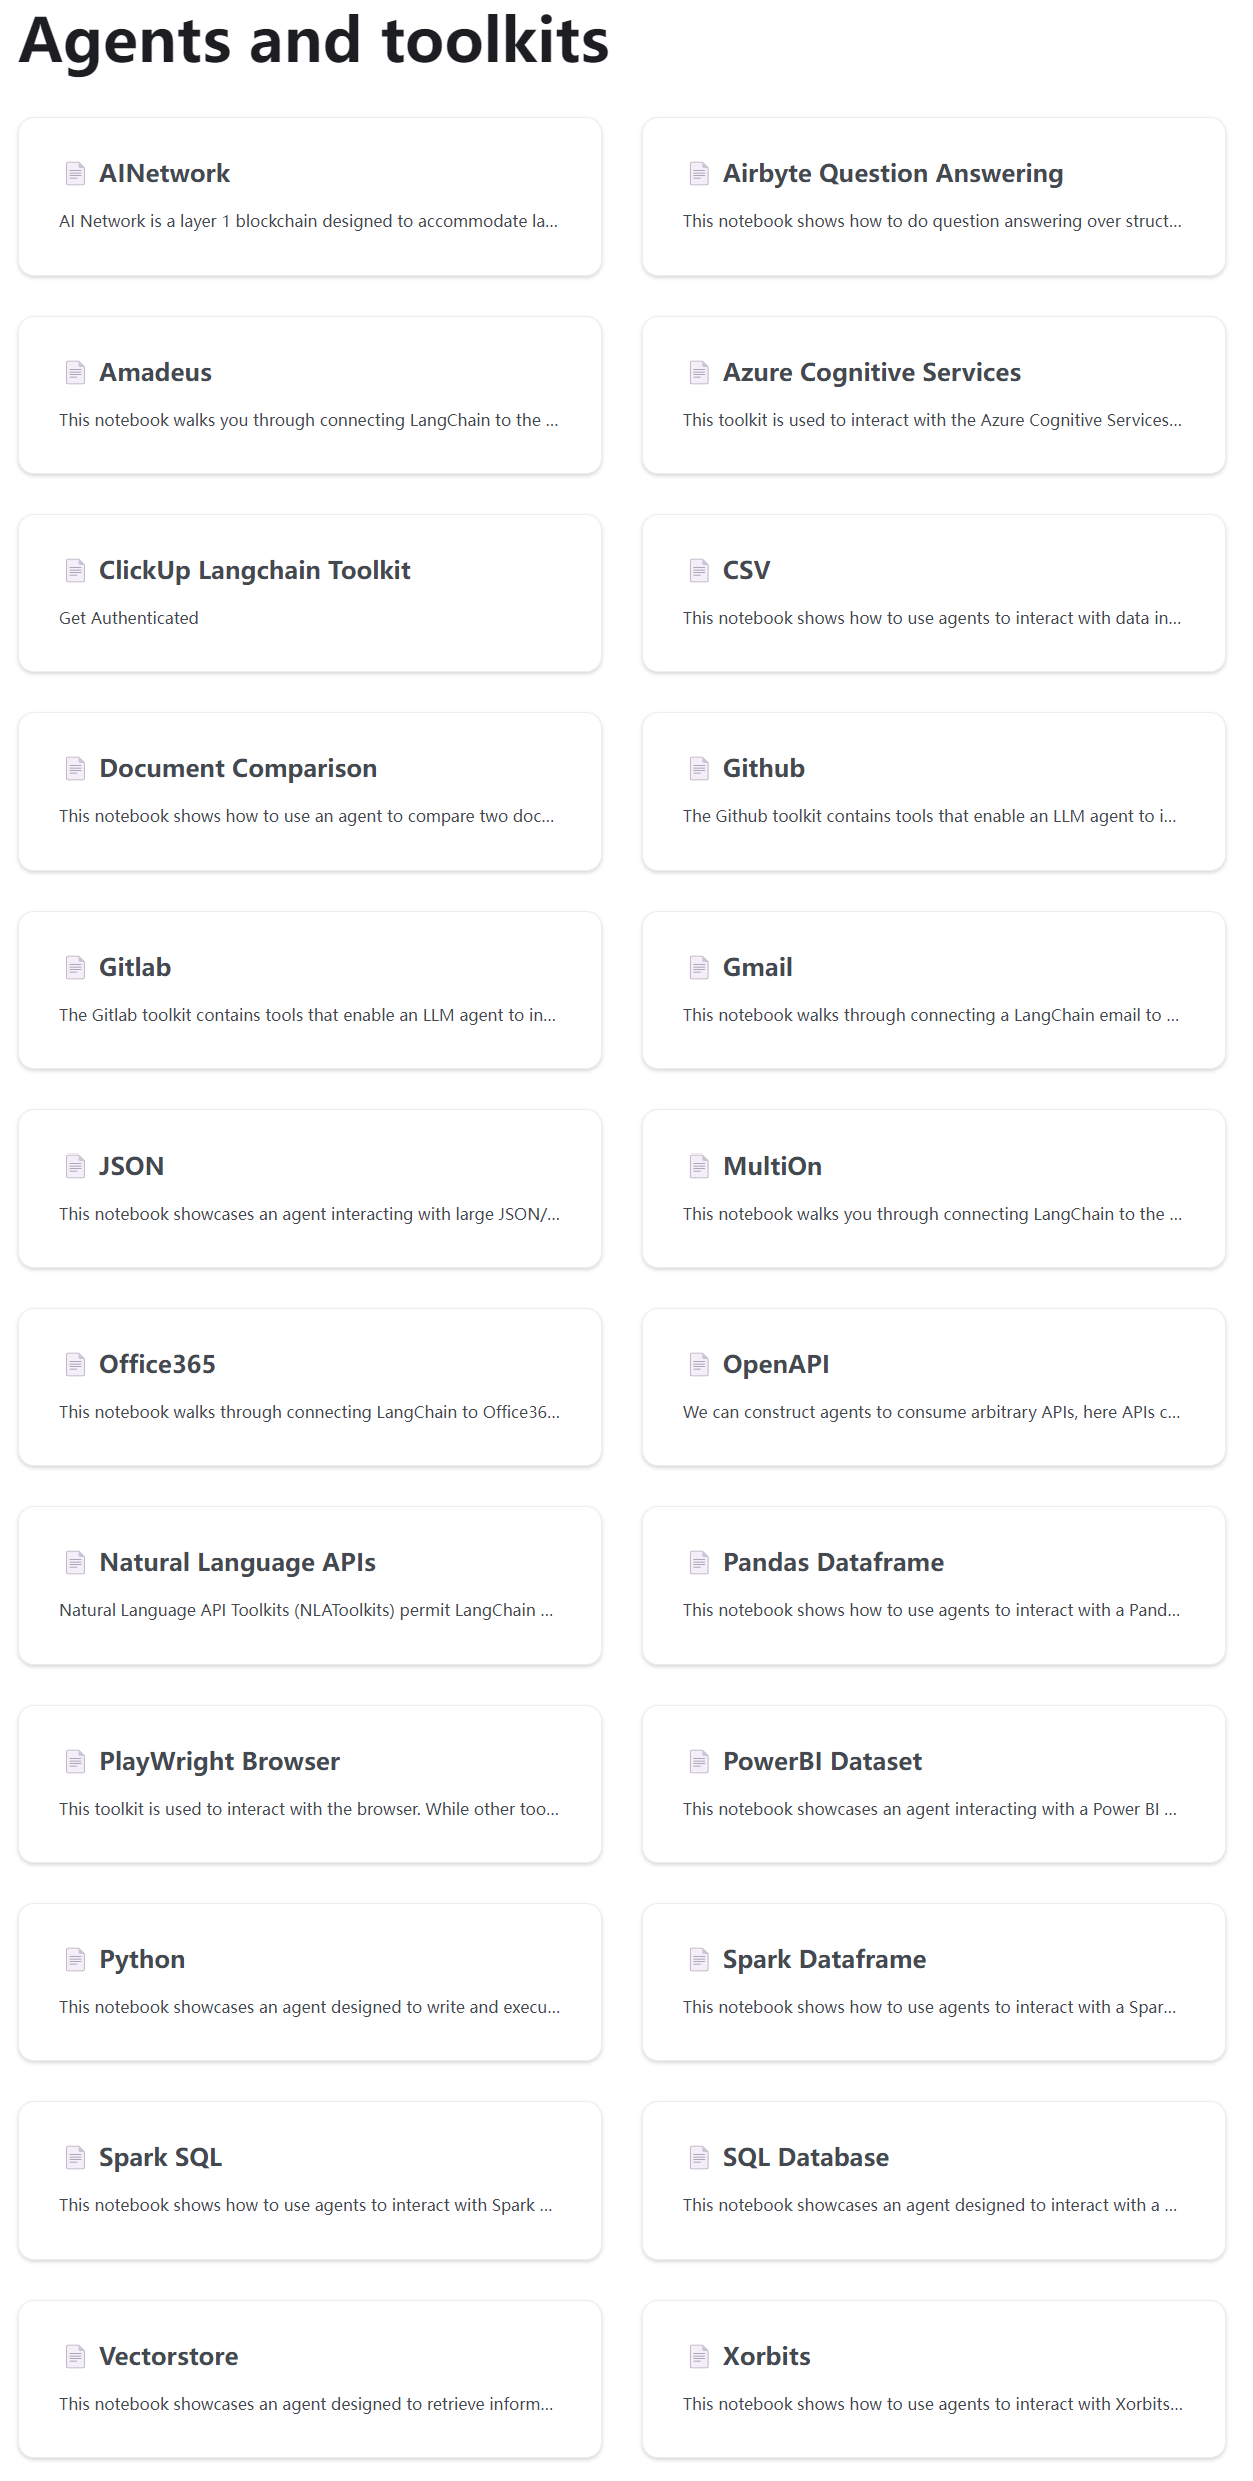 Agents and toolkits
AINetwork
AI Network is a layer 1 blockchain designed to accommodate la...
Airbyte Question Answering
This notebook shows how to do question answering over struct...
Amadeus
This notebook walks you through connecting LangChain to the ...
Azure Cognitive Services
This toolkit is used to interact with the Azure Cognitive Services...
ClickUp Langchain Toolkit
Get Authenticated
CSV
This notebook shows how to use agents to interact with data in...
Document Comparison
This notebook shows how to use an agent to compare two doc...
Github
The Github toolkit contains tools that enable an LLM agent to i...
Gitlab
The Gitlab toolkit contains tools that enable an LLM agent to in...
Gmail
This notebook walks through connecting a LangChain email to ...
JSON
This notebook showcases an agent interacting with large JSON/...
MultiOn
This notebook walks you through connecting LangChain to the ...
Office365
This notebook walks through connecting LangChain to Office36...
OpenAPI
We can construct agents to consume arbitrary APIs, here APIs c...
Natural Language APIs
Natural Language API Toolkits (NLAToolkits) permit LangChain ...
Pandas Dataframe
This notebook shows how to use agents to interact with a Pand...
PlayWright Browser
This toolkit is used to interact with the browser. While other too...
PowerBI Dataset
This notebook showcases an agent interacting with a Power BI ...
Python
This notebook showcases an agent designed to write and execu...
Spark Dataframe
This notebook shows how to use agents to interact with a Spar...
Spark SQL
This notebook shows how to use agents to interact with Spark ...
SQL Database
This notebook showcases an agent designed to interact with a ...
Vectorstore
This notebook showcases an agent designed to retrieve inform...
Xorbits
This notebook shows how to use agents to interact with Xorbits...